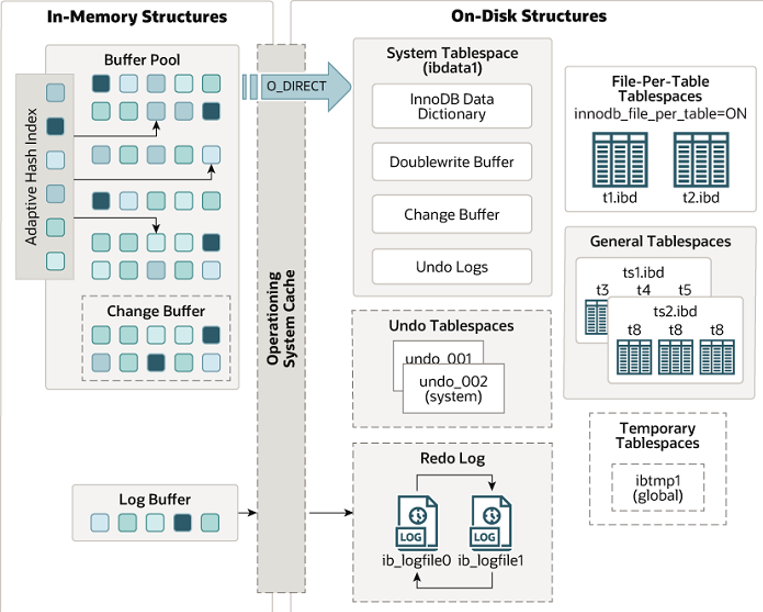 In-Memory Structures
On-Disk Structures
Buffer Pool
Adaptive Hash Index
Change Buffer
Log Buffer
Operationing
System Cache
O_DIRECT
System Tablespace
(ibdata1)
InnoDB Data
Dictionary
Doublewrite Buffer
Change Buffer
Undo Logs
Undo Tablespaces
undo_001
undo_002
(system)
Redo Log
LOG
LOG
ib_logfile0
ib_logfile1
File-Per-Table
Tablespaces
innodb_file_per_table=ON
t1.ibd
t2.ibd
General Tablespaces
ts1.ibd
t3 t4 t5
ts2.ibd
t8 t8 t8
Temporary
Tablespaces
ibtmp1
(global)